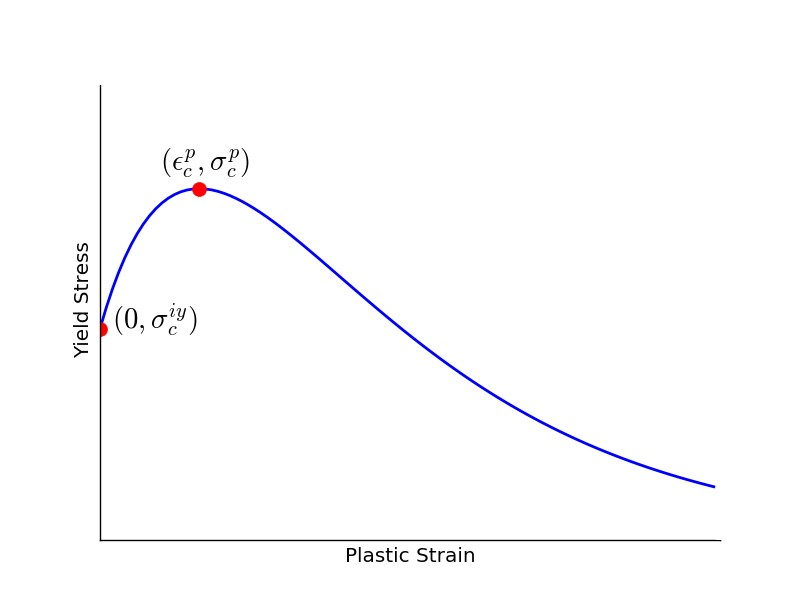 (ϵ_c^p, σ_c^p)
(0, σ_c^{iy})
Yield Stress
Plastic Strain